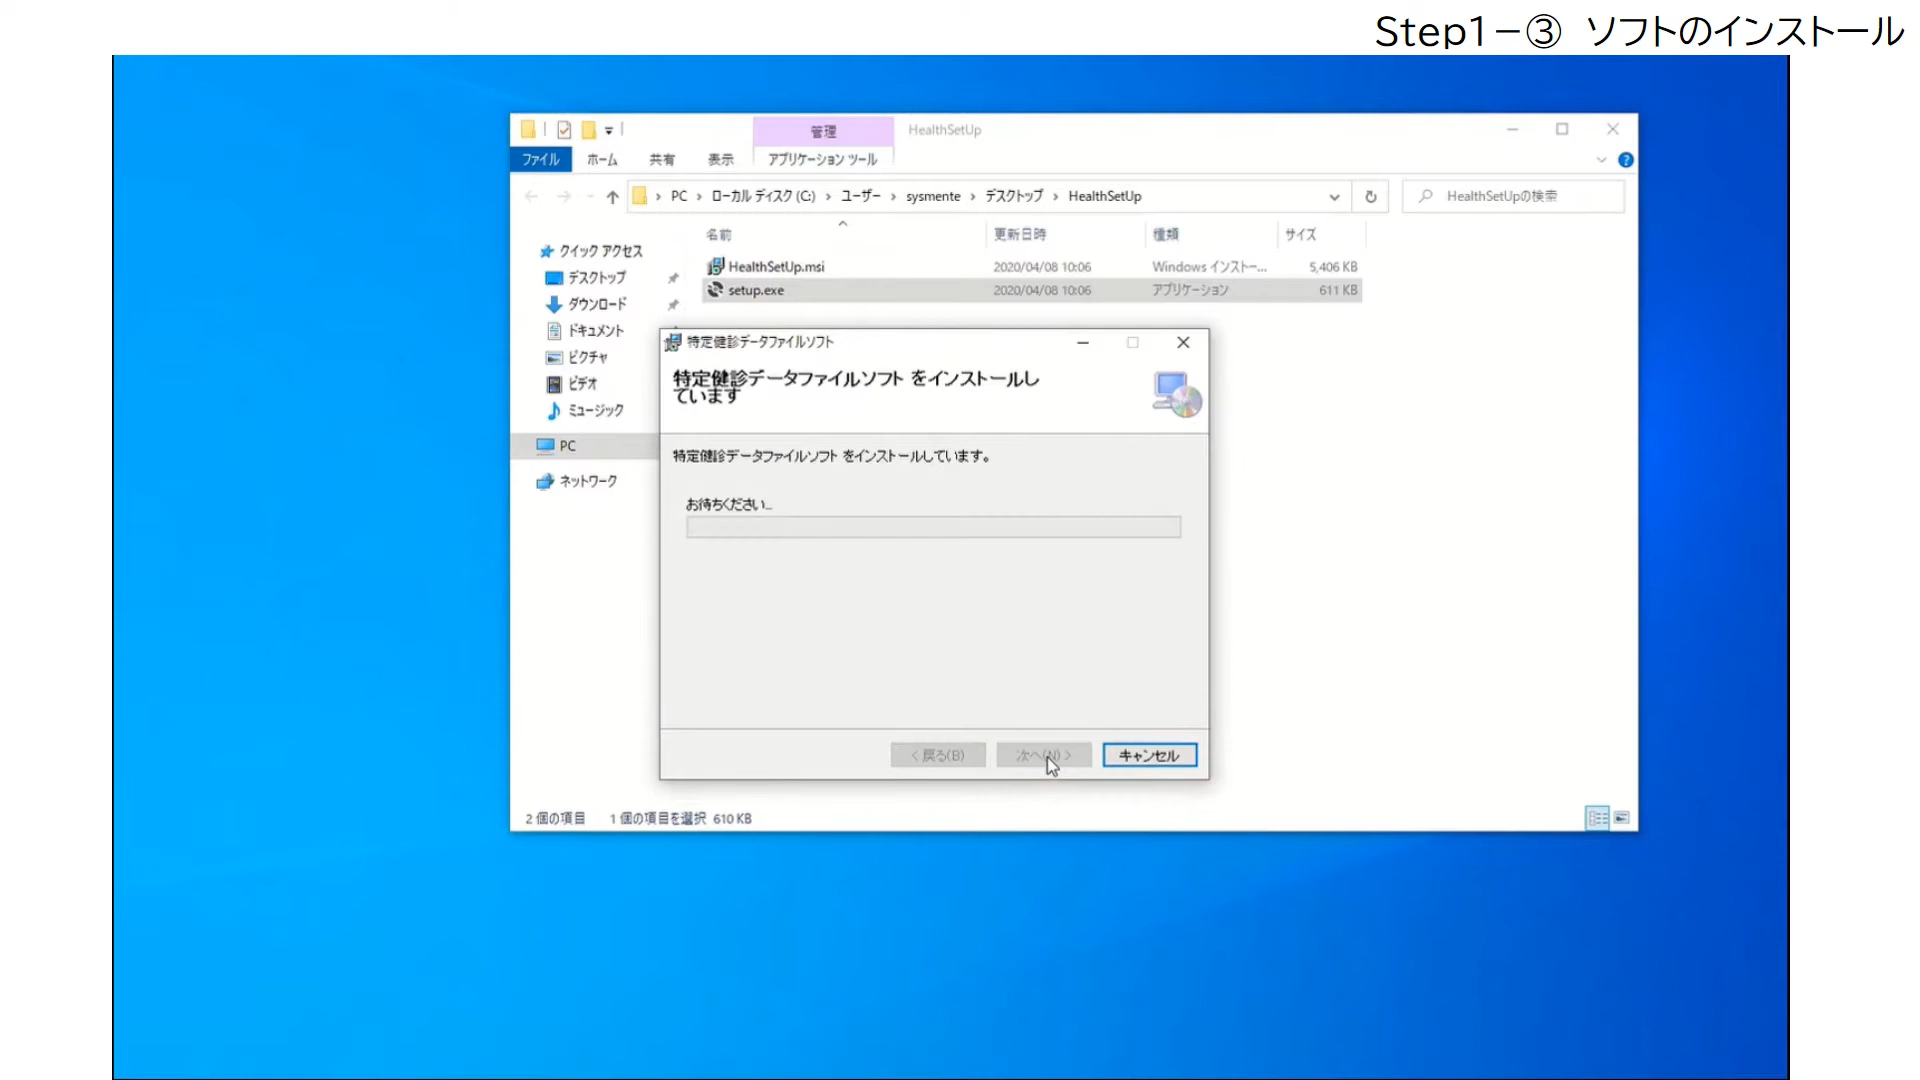 Step1－③　ソフトのインストール
管理
HealthSetUp
ファイル
ホーム
共有
表示
アプリケーション ツール
PC › ローカル ディスク (C:) › ユーザー › sysmente › デスクトップ › HealthSetUp
HealthSetUpの検索
名前
更新日時
種類
サイズ
クイック アクセス
デスクトップ
ダウンロード
ドキュメント
ピクチャ
ビデオ
ミュージック
PC
ネットワーク
HealthSetUp.msi 2020/04/08 10:06 Windows インストー... 5,406 KB
setup.exe 2020/04/08 10:06 アプリケーション 611 KB
特定健診データファイルソフト
特定健診データファイルソフト をインストールし
ています
特定健診データファイルソフト をインストールしています。
お待ちください...
< 戻る(B)
次へ(N) >
キャンセル
2 個の項目
1 個の項目を選択 610 KB